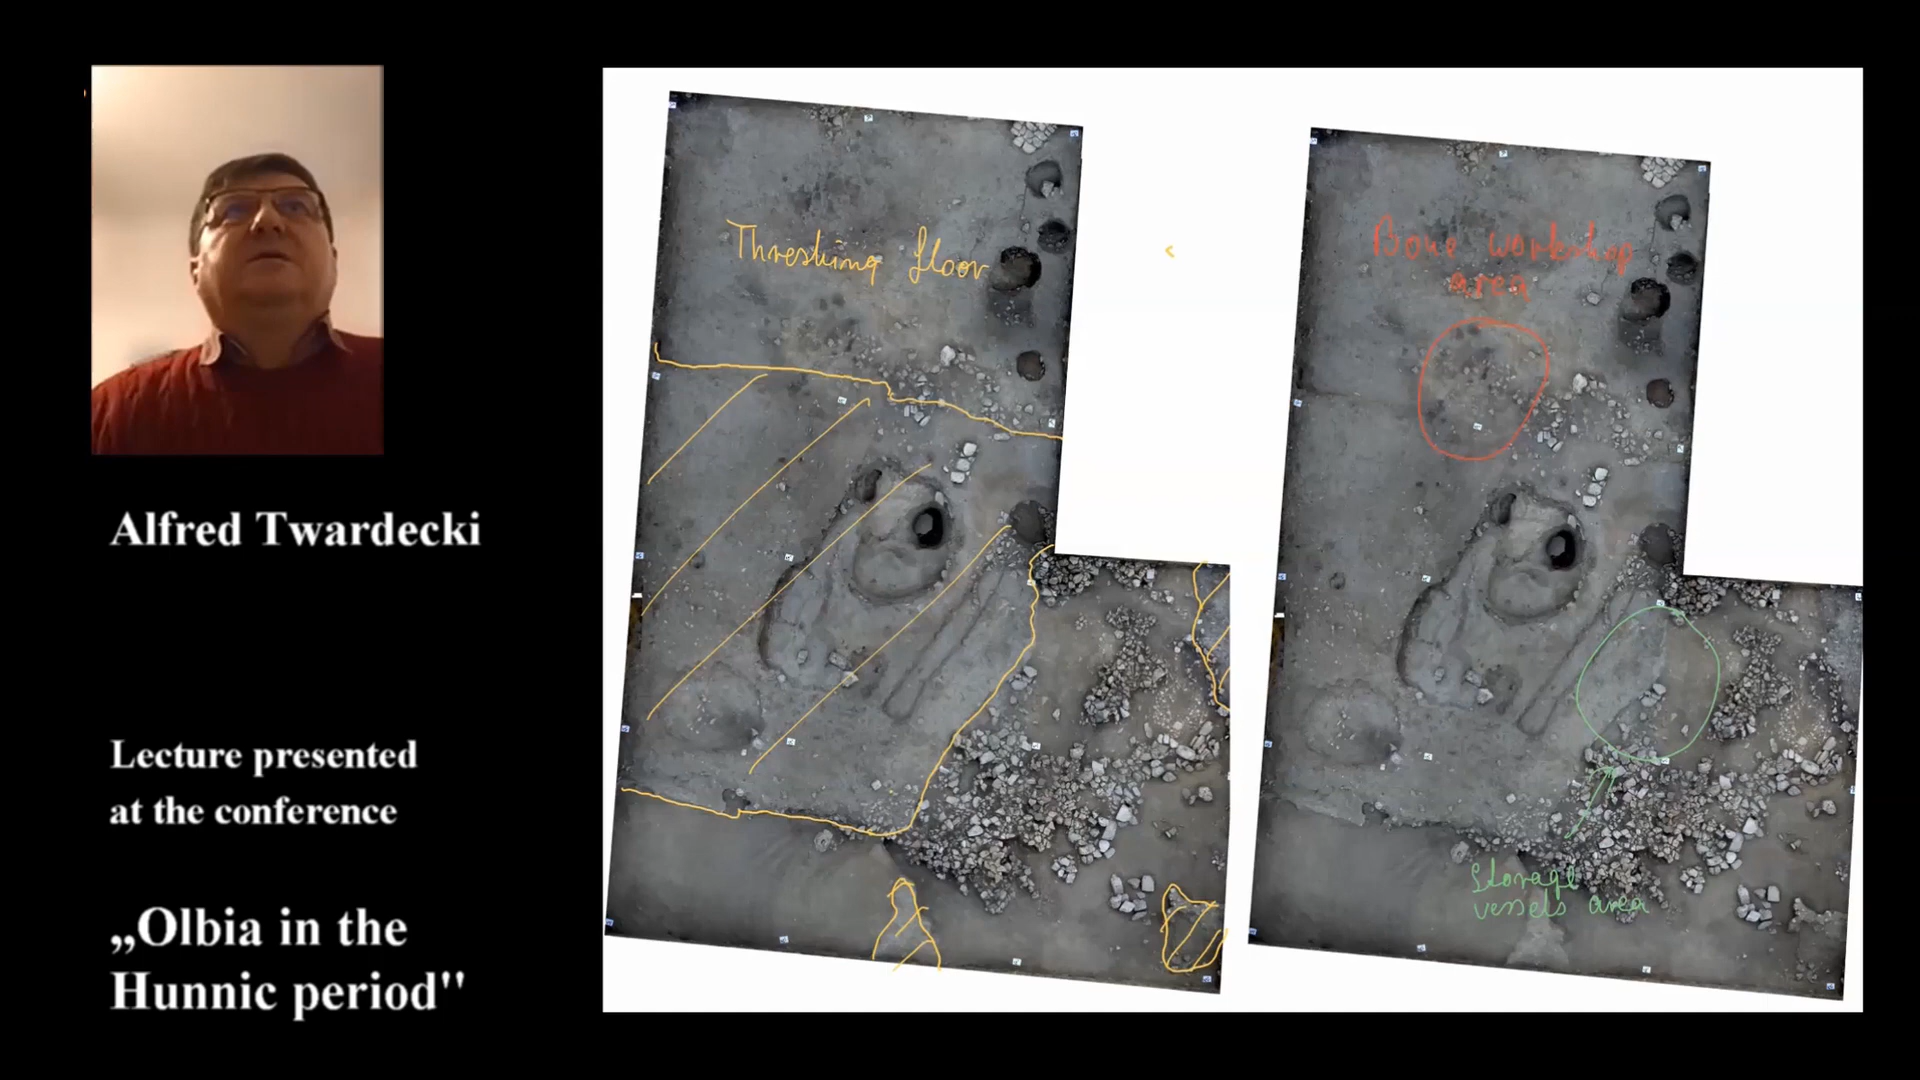 Alfred Twardecki
Lecture presented
at the conference
„Olbia in the
Hunnic period"
Threshing floor
Bone workshop
area
Storage
vessels area